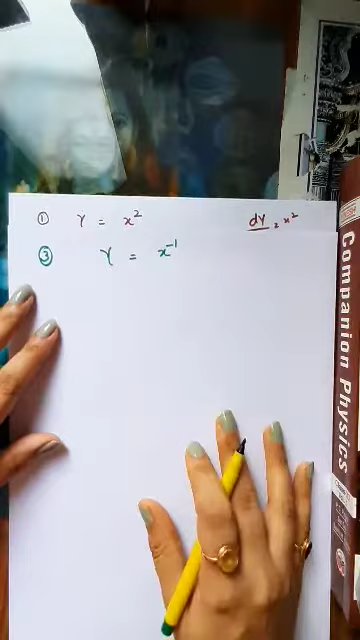 ① Y = x² dY = x²
③ Y = x⁻¹
Companion Physics